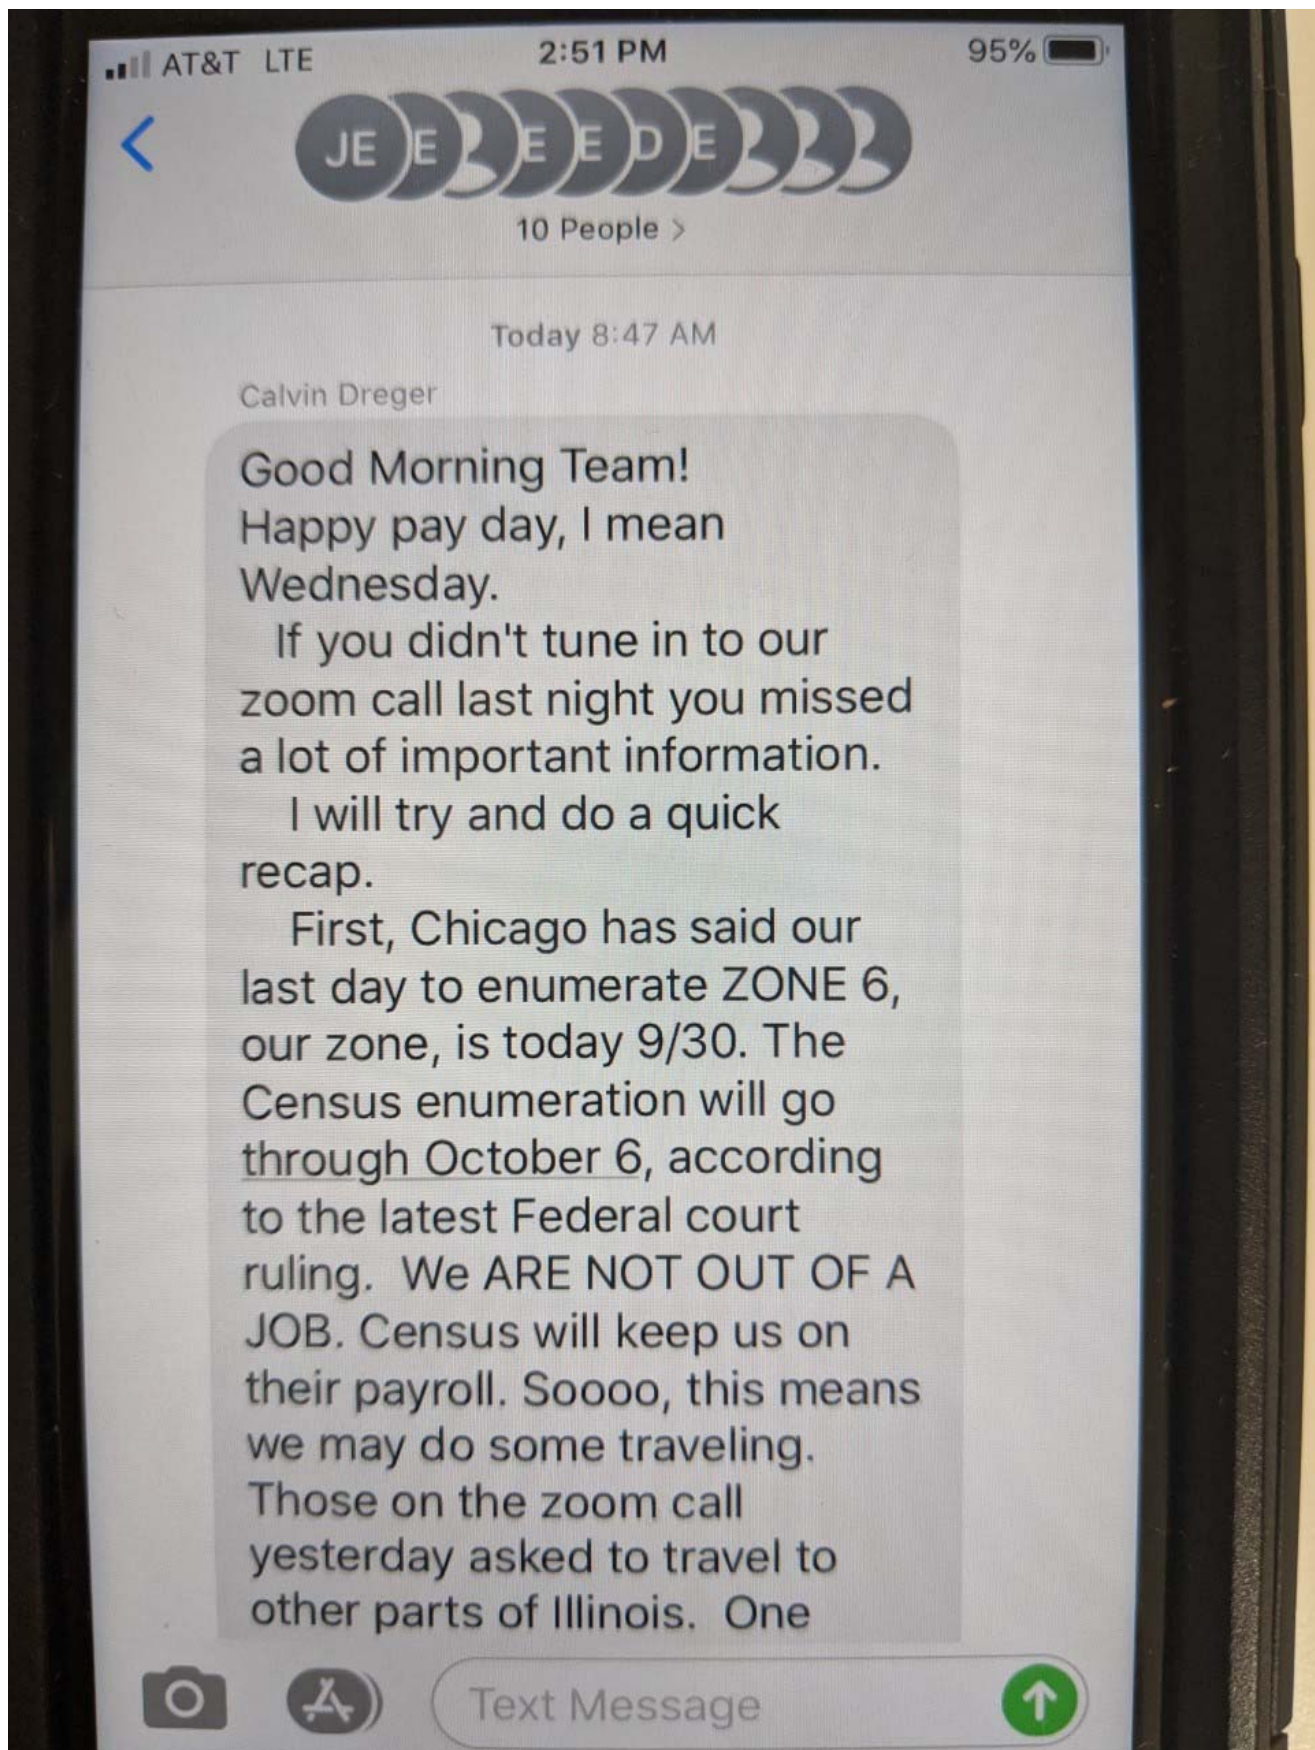 AT&T LTE 2:51 PM 95%
JE E E E D E
10 People >
Today 8:47 AM
Calvin Dreger
Good Morning Team!
Happy pay day, I mean
Wednesday.
If you didn't tune in to our
zoom call last night you missed
a lot of important information.
I will try and do a quick
recap.
First, Chicago has said our
last day to enumerate ZONE 6,
our zone, is today 9/30. The
Census enumeration will go
through October 6, according
to the latest Federal court
ruling.  We ARE NOT OUT OF A
JOB. Census will keep us on
their payroll. Soooo, this means
we may do some traveling.
Those on the zoom call
yesterday asked to travel to
other parts of Illinois.  One
Text Message